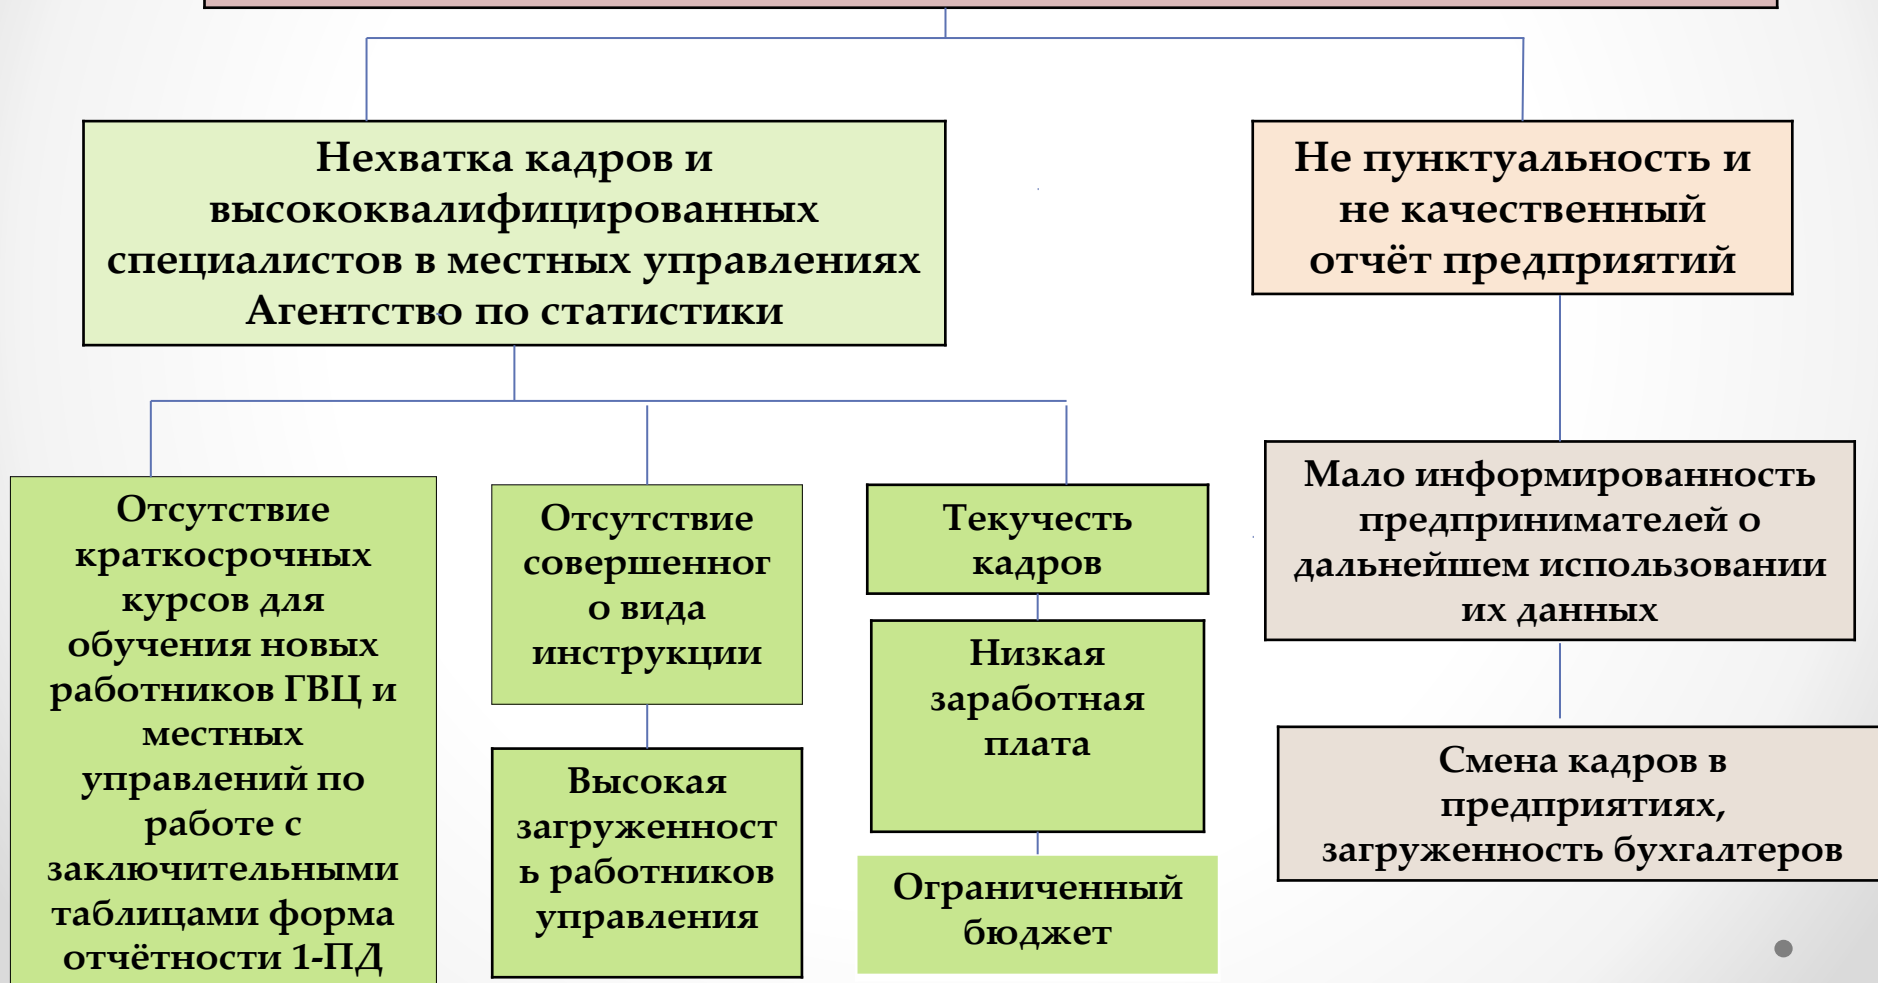 Нехватка кадров и
высококвалифицированных
специалистов в местных управлениях
Агентство по статистики
Не пунктуальность и
не качественный
отчёт предприятий
Отсутствие
краткосрочных
курсов для
обучения новых
работников ГВЦ и
местных
управлений по
работе с
заключительными
таблицами форма
отчётности 1-ПД
Отсутствие
совершенног
о вида
инструкции
Высокая
загруженност
ь работников
управления
Текучесть
кадров
Низкая
заработная
плата
Ограниченный
бюджет
Мало информированность
предпринимателей о
дальнейшем использовании
их данных
Смена кадров в
предприятиях,
загруженность бухгалтеров